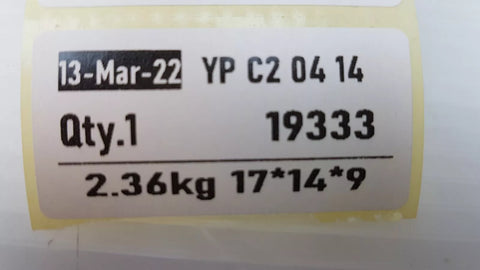 13-Mar-22 YP C2 04 14
Qty.1 19333
2.36kg 17*14*9